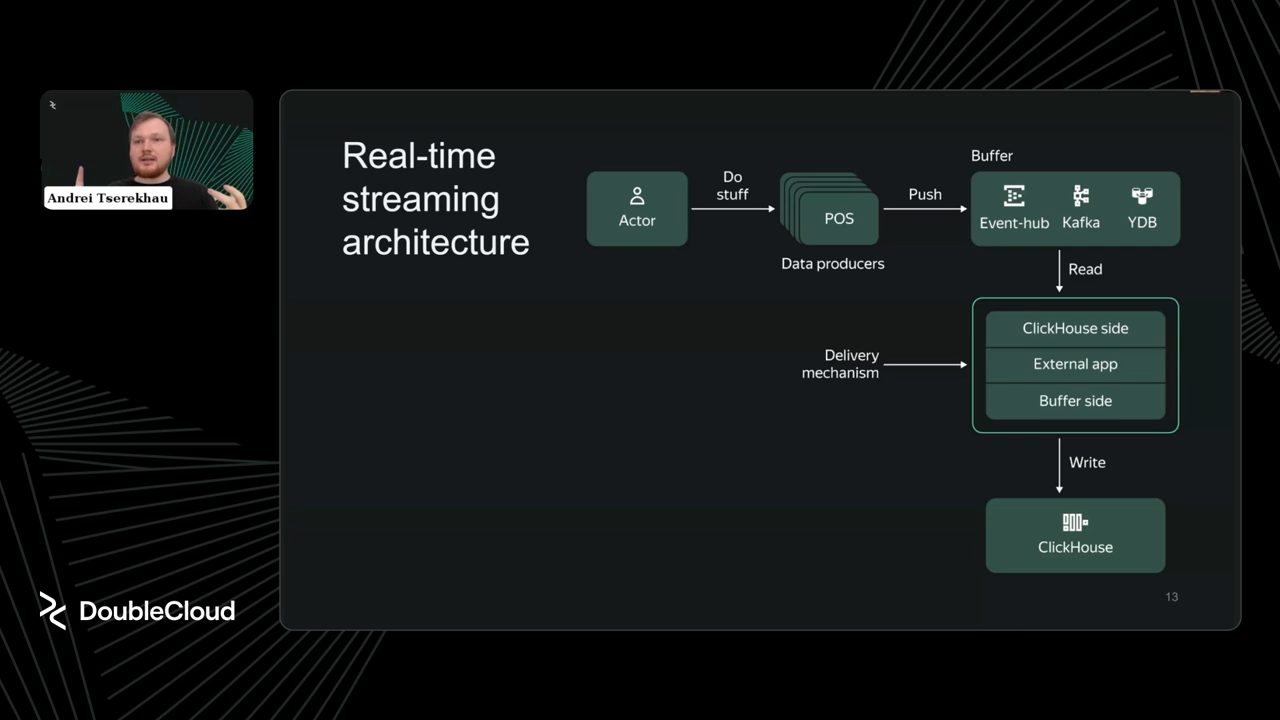 Andrei Tserekhau
DoubleCloud
Real-time
streaming
architecture
Actor
Do
stuff
POS
Data producers
Push
Buffer
Event-hub
Kafka
YDB
Read
Delivery
mechanism
ClickHouse side
External app
Buffer side
Write
ClickHouse
13